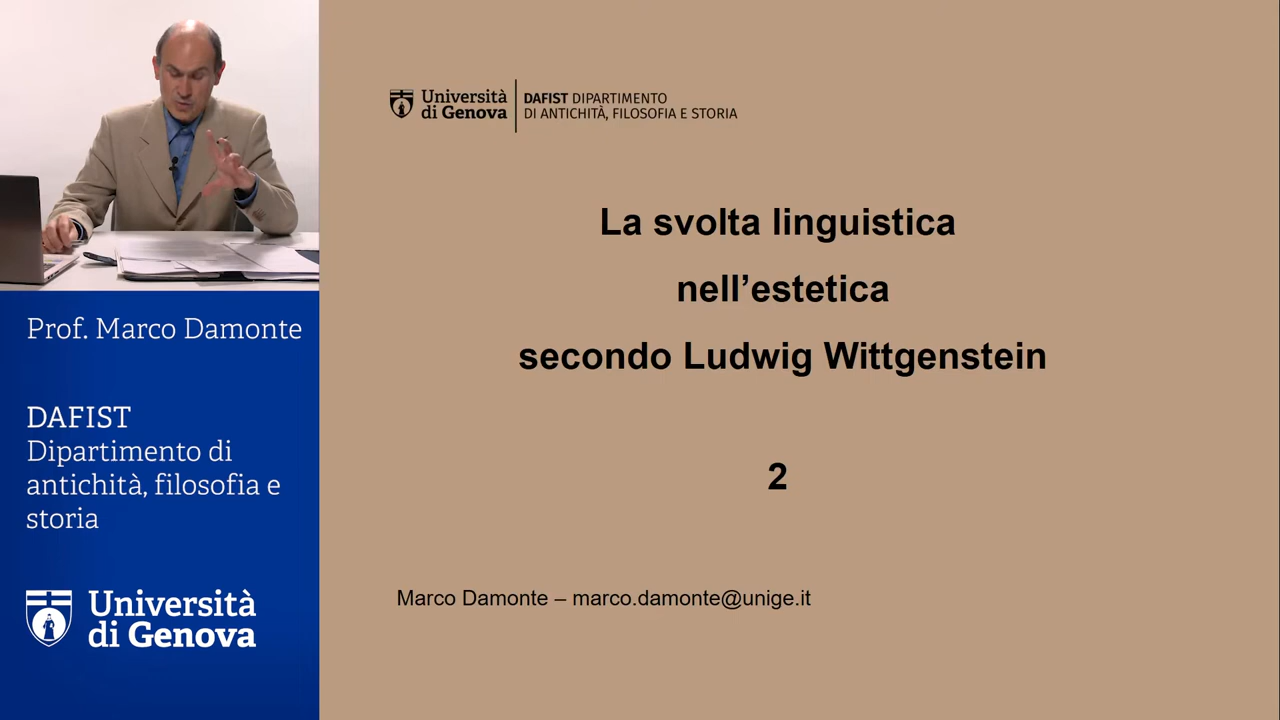 Università
di Genova
DAFIST DIPARTIMENTO
DI ANTICHITÀ, FILOSOFIA E STORIA
La svolta linguistica
nell’estetica
secondo Ludwig Wittgenstein
2
Marco Damonte – marco.damonte@unige.it
Prof. Marco Damonte
DAFIST
Dipartimento di
antichità, filosofia e
storia
Università
di Genova